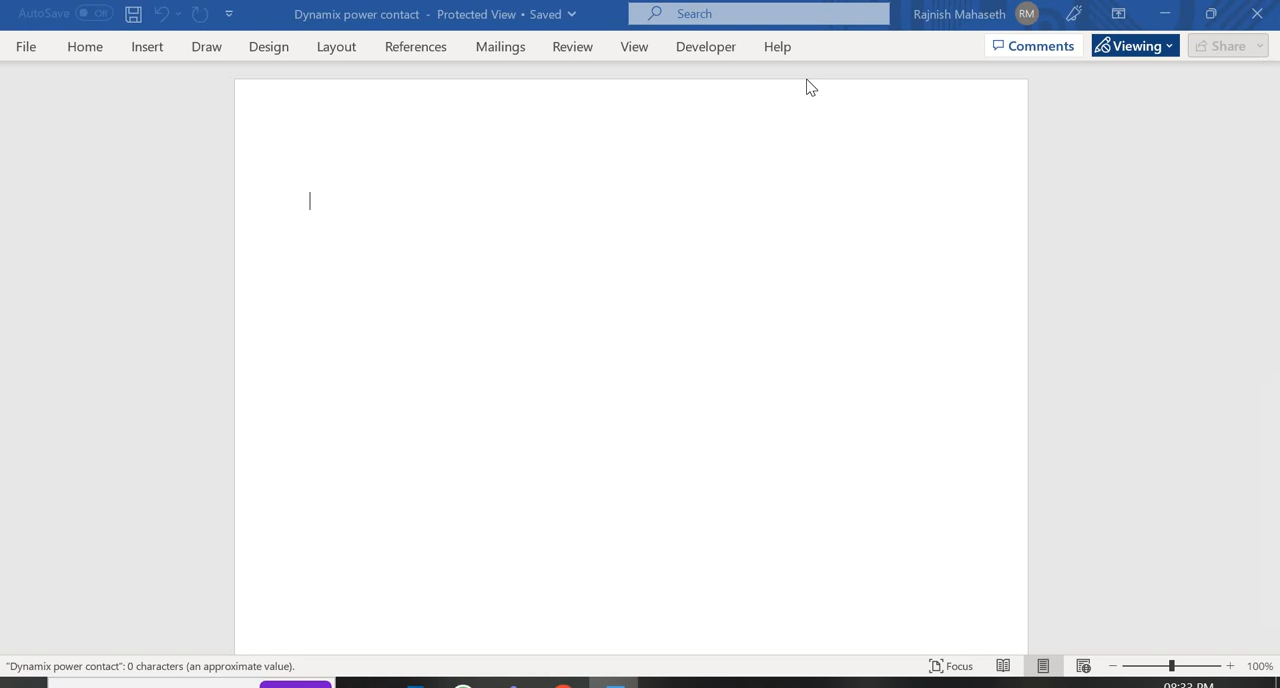 AutoSave Off Dynamix power contact - Protected View • Saved Search Rajnish Mahaseth RM
File Home Insert Draw Design Layout References Mailings Review View Developer Help Comments Viewing Share
"Dynamix power contact": 0 characters (an approximate value). Focus 100%
08:33 PM